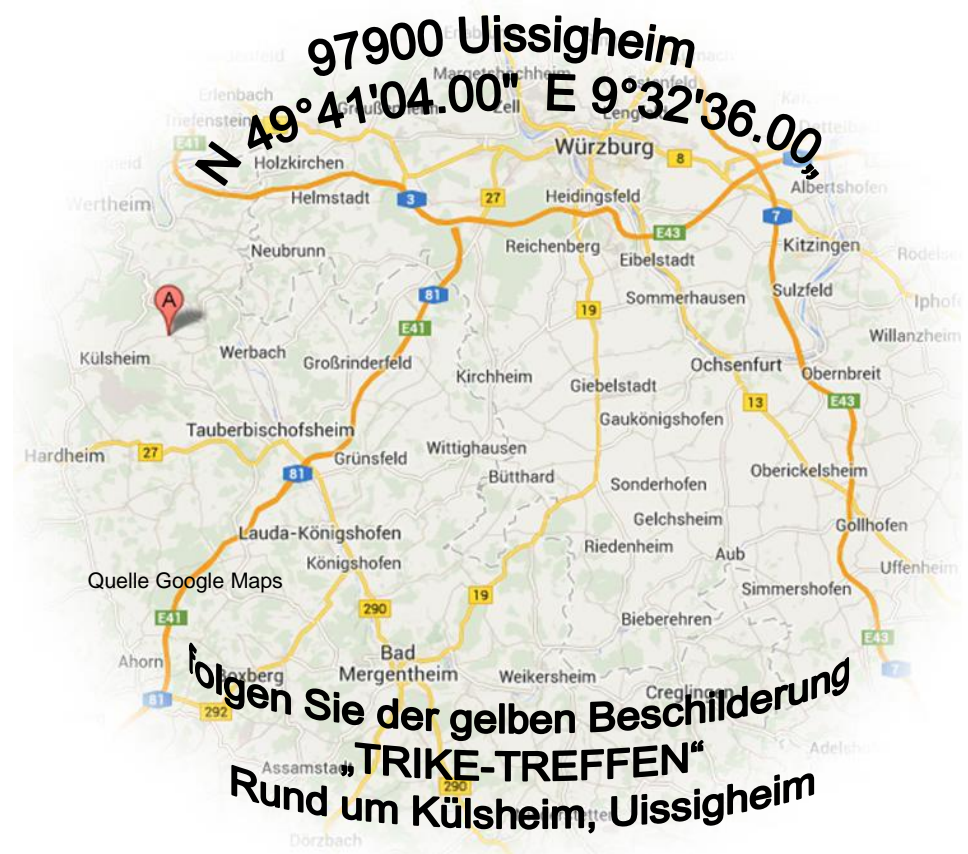 97900 Uissigheim
N 49°41'04.00" E 9°32'36.00„
Margetshöchheim
Erlenbach
Zell
Triefenstein
E41
Holzkirchen
Würzburg
8
Helmstadt
3
27
Heidingsfeld
Albertshofen
Wertheim
7
E43
Neubrunn
Reichenberg
Eibelstadt
Kitzingen
81
Sommerhausen
Sulzfeld
A
19
E41
Willanzheim
Külsheim
Werbach
Großrinderfeld
Kirchheim
Giebelstadt
Ochsenfurt
Obernbreit
13
E43
Gaukönigshofen
Tauberbischofsheim
Hardheim
27
Grünsfeld
Wittighausen
81
Bütthard
Sonderhofen
Oberickelsheim
Gelchsheim
Gollhofen
Lauda-Königshofen
Königshofen
Riedenheim
Aub
Uffenheim
Quelle Google Maps
Simmershofen
290
19
E41
Bieberehren
E43
Ahorn
Bad
Mergentheim
Weikersheim
7
Boxberg
Creglingen
81
292
folgen Sie der gelben Beschilderung
„TRIKE-TREFFEN“
290
Rund um Külsheim, Uissigheim
Dörzbach